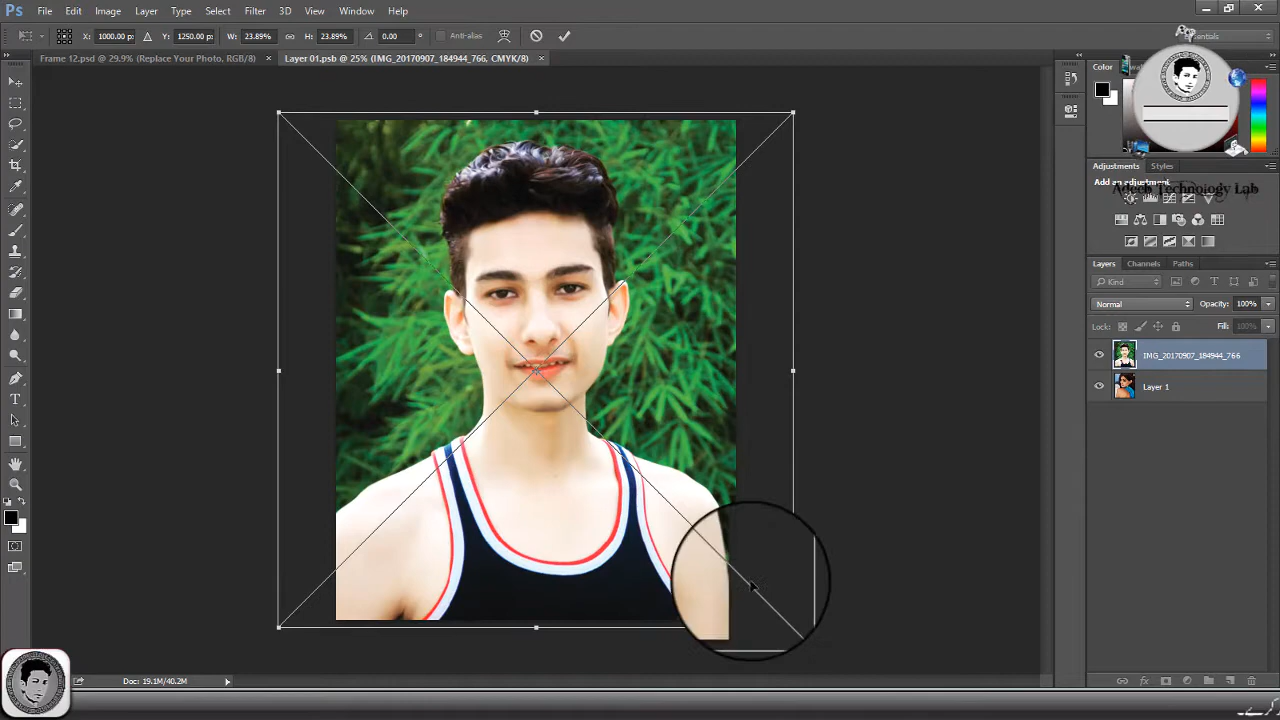 Ps File Edit Image Layer Type Select Filter 3D View Window Help
X: 1000.00 px Y: 1250.00 px W: 23.89% H: 23.89% 0.00 ° Anti-alias
Frame 12.psd @ 29.9% (Replace Your Photo, RGB/8) × Layer 01.psb @ 25% (IMG_20170907_184944_766, CMYK/8) ×
Color
Adjustments Styles
Add an adjustment
Adeeb Technology Lab
Layers Channels Paths
Kind
Normal Opacity: 100%
Lock: Fill: 100%
IMG_20170907_184944_766
Layer 1
Doc: 19.1M/40.2M